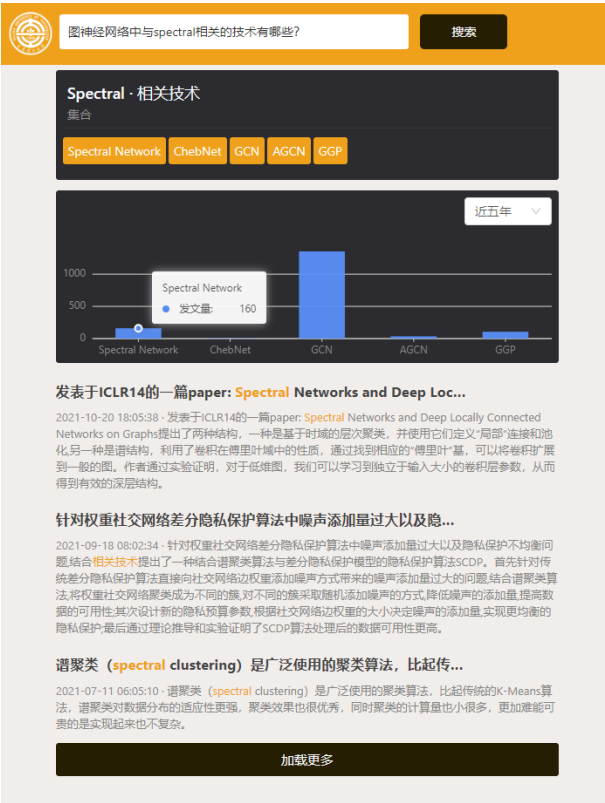 图神经网络中与spectral相关的技术有哪些?
搜索
Spectral · 相关技术
集合
Spectral Network ChebNet GCN AGCN GGP
近五年
1000
500
0
Spectral Network
发文量: 160
Spectral Network ChebNet GCN AGCN GGP
发表于ICLR14的一篇paper: Spectral Networks and Deep Loc...
2021-10-20 18:05:38 · 发表于ICLR14的一篇paper: Spectral Networks and Deep Locally Connected
Networks on Graphs提出了两种结构，一种是基于时域的层次聚类，并使用它们定义“局部”连接和池
化,另一种是谱结构，利用了卷积在傅里叶域中的性质，通过找到相应的“傅里叶”基，可以将卷积扩展
到一般的图。作者通过实验证明，对于低维图，我们可以学习到独立于输入大小的卷积层参数，从而
得到有效的深层结构。
针对权重社交网络差分隐私保护算法中噪声添加量过大以及隐...
2021-09-18 08:02:34 · 针对权重社交网络差分隐私保护算法中噪声添加量过大以及隐私保护不均衡问
题,结合相关技术提出了一种结合谱聚类算法与差分隐私保护模型的隐私保护算法SCDP。首先针对传
统差分隐私保护算法直接向社交网络边权重添加噪声方式带来的噪声添加量过大的问题,结合谱聚类算
法,将权重社交网络聚类成为不同的簇,对不同的簇采取随机添加噪声的方式,降低噪声的添加量,提高数
据的可用性;其次设计新的隐私预算参数,根据社交网络边权重的大小决定噪声的添加量,实现更均衡的
隐私保护;最后通过理论推导和实验证明了SCDP算法处理后的数据可用性更高。
谱聚类（spectral clustering）是广泛使用的聚类算法，比起传...
2021-07-11 06:05:10 · 谱聚类（spectral clustering）是广泛使用的聚类算法，比起传统的K-Means算
法，谱聚类对数据分布的适应性更强，聚类效果也很优秀，同时聚类的计算量也小很多，更加难能可
贵的是实现起来也不复杂。
加载更多